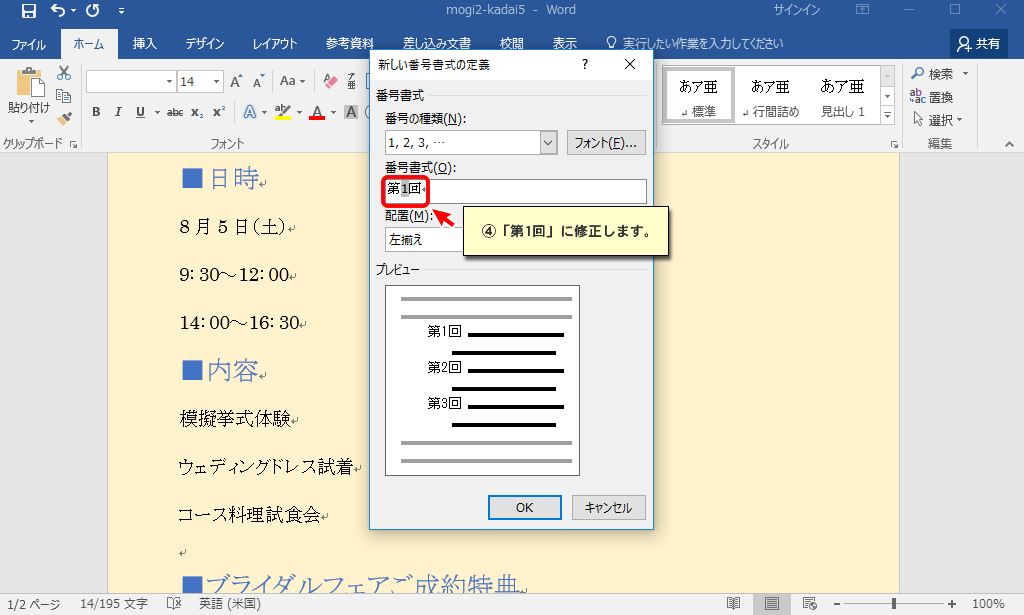 mogi2-kadai5 - Word
サインイン
ファイル ホーム 挿入 デザイン レイアウト 参考資料 差し込み文書 校閲 表示 実行したい作業を入力してください 共有
貼り付け
クリップボード
14
A A Aa
B I U abc x₂ x² A ab A A
フォント
あア亜 あア亜 あア亜
↲ 標準 ↲ 行間詰め 見出し 1
スタイル
検索
置換
選択
編集
新しい番号書式の定義 ?
番号書式
番号の種類(N):
1, 2, 3, …
フォント(F)...
番号書式(O):
第1回
配置(M):
左揃え
④「第1回」に修正します。
プレビュー
第1回
第2回
第3回
OK キャンセル
■日時
8月5日(土)
9:30～12:00
14:00～16:30
■内容
模擬挙式体験
ウェディングドレス試着
コース料理試食会
■ブライダルフェアご成約特典
1/2 ページ 14/195 文字 英語 (米国) 100%